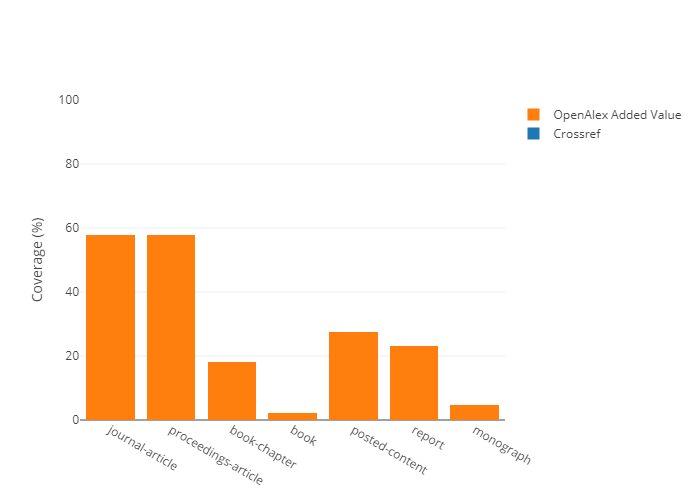 100
80
60
40
20
0
Coverage (%)
journal-article
proceedings-article
book-chapter
book
posted-content
report
monograph
OpenAlex Added Value
Crossref